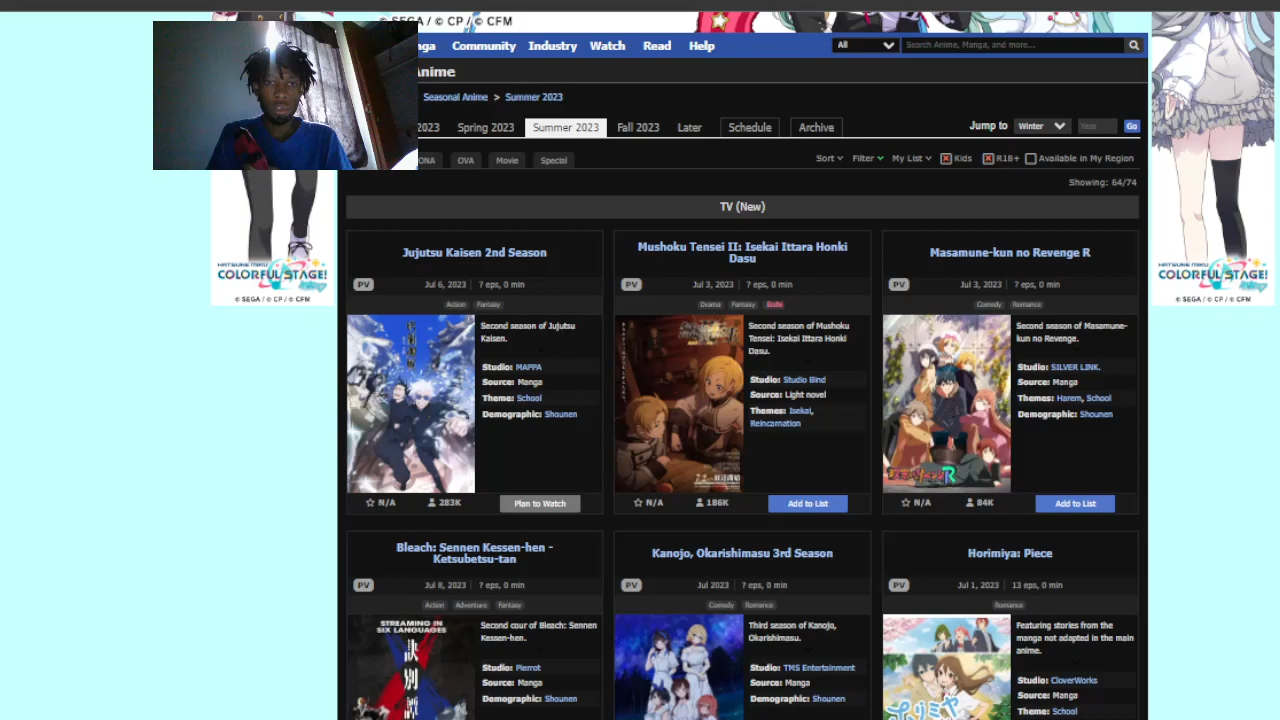 © SEGA / © CP / © CFM
nga Community Industry Watch Read Help
All
Search Anime, Manga, and more...
Anime
Seasonal Anime > Summer 2023
2023 Spring 2023 Summer 2023 Fall 2023 Later Schedule Archive
Jump to Winter Year Go
ONA OVA Movie Special
Sort Filter My List Kids R18+ Available in My Region
Showing: 64/74
TV (New)
Jujutsu Kaisen 2nd Season
PV Jul 6, 2023 ? eps, 0 min
Action Fantasy
Second season of Jujutsu
Kaisen.
Studio: MAPPA
Source: Manga
Theme: School
Demographic: Shounen
N/A 283K Plan to Watch
Mushoku Tensei II: Isekai Ittara Honki
Dasu
PV Jul 3, 2023 ? eps, 0 min
Drama Fantasy Ecchi
Second season of Mushoku
Tensei: Isekai Ittara Honki
Dasu.
Studio: Studio Bind
Source: Light novel
Themes: Isekai,
Reincarnation
N/A 186K Add to List
Masamune-kun no Revenge R
PV Jul 3, 2023 ? eps, 0 min
Comedy Romance
Second season of Masamune-
kun no Revenge.
Studio: SILVER LINK.
Source: Manga
Themes: Harem, School
Demographic: Shounen
N/A 84K Add to List
Bleach: Sennen Kessen-hen -
Ketsubetsu-tan
PV Jul 8, 2023 ? eps, 0 min
Action Adventure Fantasy
STREAMING IN
SIX LANGUAGES
訣別譚
Second cour of Bleach: Sennen
Kessen-hen.
Studio: Pierrot
Source: Manga
Demographic: Shounen
Kanojo, Okarishimasu 3rd Season
PV Jul 2023 ? eps, 0 min
Comedy Romance
Third season of Kanojo,
Okarishimasu.
Studio: TMS Entertainment
Source: Manga
Demographic: Shounen
Horimiya: Piece
PV Jul 1, 2023 13 eps, 0 min
Romance
Featuring stories from the
manga not adapted in the main
anime.
Studio: CloverWorks
Source: Manga
Theme: School
HATSUNE MIKU
COLORFUL STAGE!
© SEGA / © CP / © CFM
HATSUNE MIKU
COLORFUL STAGE!
© SEGA / © CP / © CFM